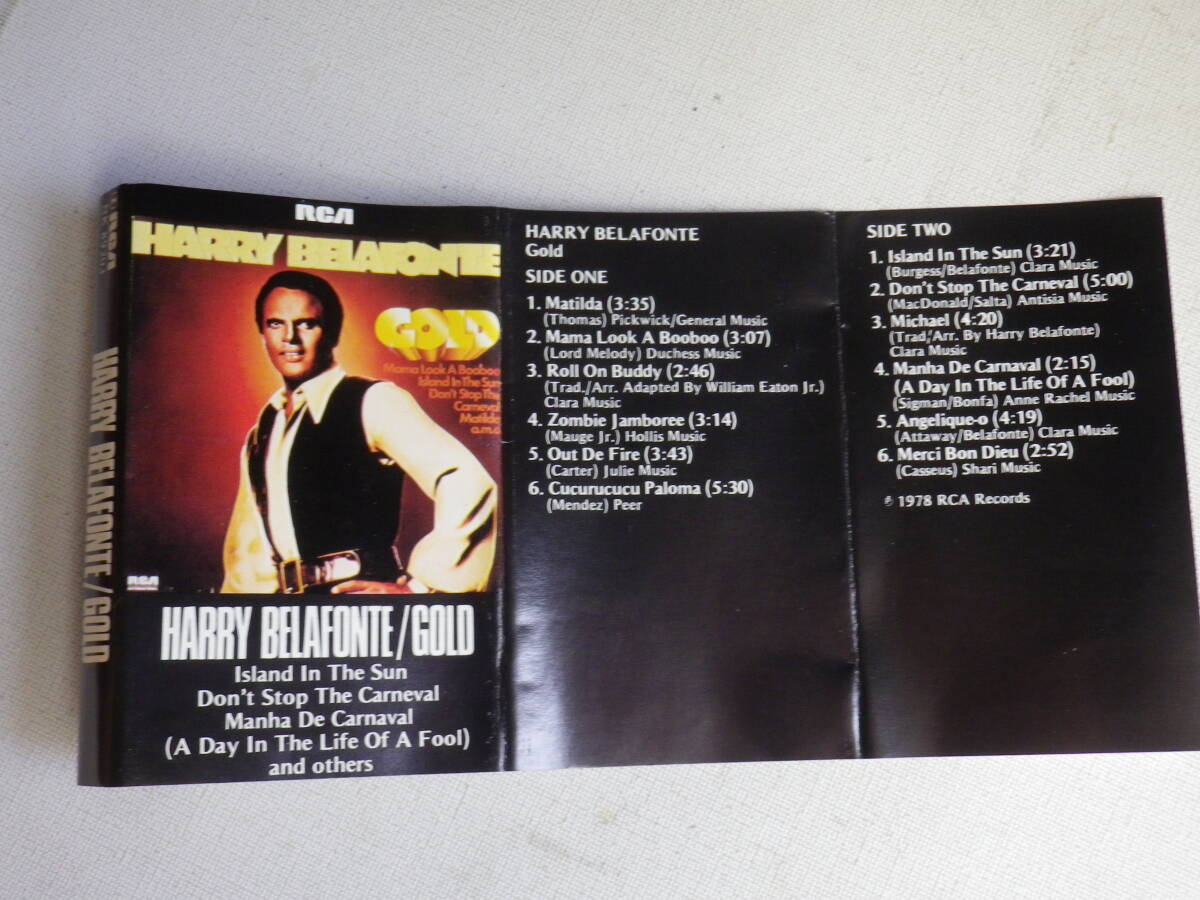 RCA
HARRY BELAFONTE/GOLD
RCA
HARRY BELAFONTE
GOLD
Mama Look A Booboo
Island In The Sun
Don't Stop The
Carneval
Matilda
a.m.o.
RCA
HARRY BELAFONTE/GOLD
Island In The Sun
Don't Stop The Carneval
Manha De Carnaval
(A Day In The Life Of A Fool)
and others
HARRY BELAFONTE
Gold
SIDE ONE
1. Matilda (3:35)
(Thomas) Pickwick/General Music
2. Mama Look A Booboo (3:07)
(Lord Melody) Duchess Music
3. Roll On Buddy (2:46)
(Trad./Arr. Adapted By William Eaton Jr.)
Clara Music
4. Zombie Jamboree (3:14)
(Mauge Jr.) Hollis Music
5. Out De Fire (3:43)
(Carter) Julie Music
6. Cucurucucu Paloma (5:30)
(Mendez) Peer
SIDE TWO
1. Island In The Sun (3:21)
(Burgess/Belafonte) Clara Music
2. Don't Stop The Carneval (5:00)
(MacDonald/Salta) Antisia Music
3. Michael (4:20)
(Trad,/Arr. By Harry Belafonte)
Clara Music
4. Manha De Carnaval (2:15)
(A Day In The Life Of A Fool)
(Sigman/Bonfa) Anne Rachel Music
5. Angelique-o (4:19)
(Attaway/Belafonte) Clara Music
6. Merci Bon Dieu (2:52)
(Casseus) Shari Music
℗ 1978 RCA Records